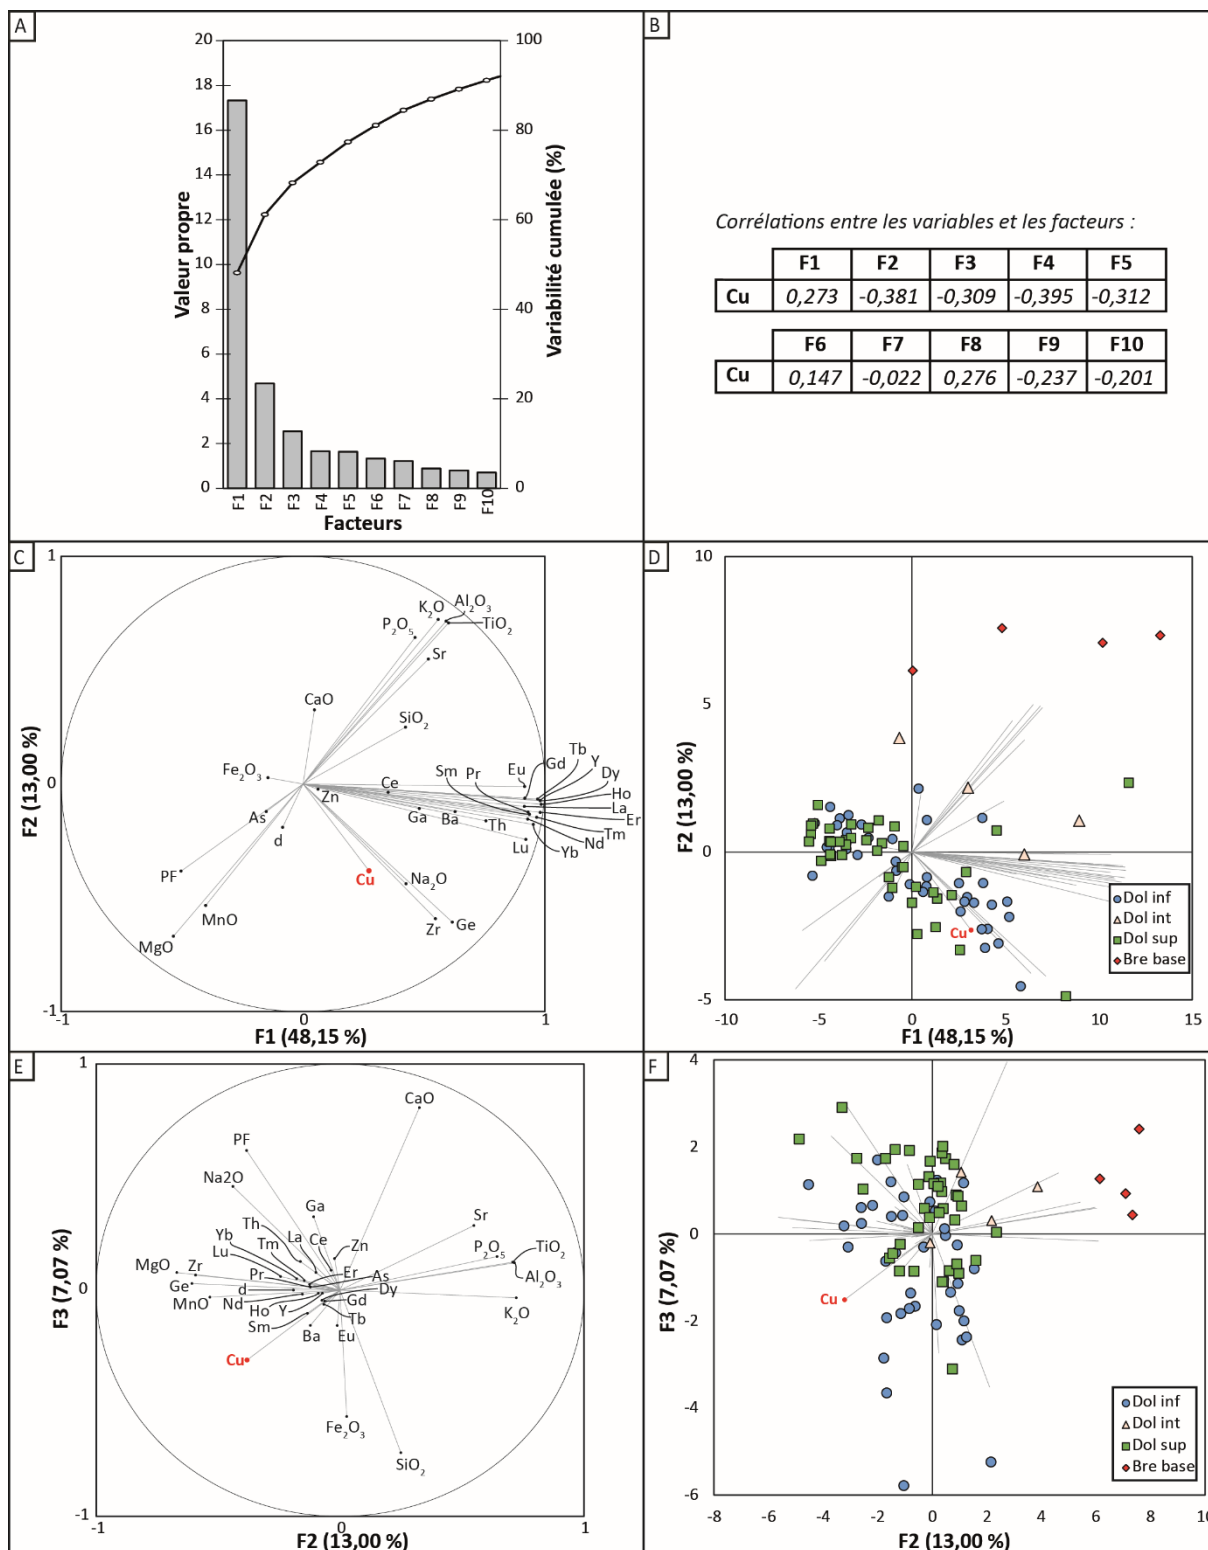 A
20
18
16
14
12
10
8
6
4
2
0
Valeur propre
100
80
60
40
20
0
Variabilité cumulée (%)
F1 F2 F3 F4 F5 F6 F7 F8 F9 F10
Facteurs
B
Corrélations entre les variables et les facteurs :
F1 F2 F3 F4 F5
Cu 0,273 -0,381 -0,309 -0,395 -0,312
F6 F7 F8 F9 F10
Cu 0,147 -0,022 0,276 -0,237 -0,201
C
1
0
-1
F2 (13,00 %)
K₂O Al₂O₃
P₂O₅ TiO₂
Sr
CaO
SiO₂
Tb
Gd Y
Eu Dy
Sm Pr Ho
Fe₂O₃
Zn Ce La
As Ga Ba Th Er
d Tm
Lu Yb Nd
PF Cu Na₂O
MnO
MgO Zr Ge
-1 0 1
F1 (48,15 %)
D
10
5
0
-5
F2 (13,00 %)
Cu
Dol inf
Dol int
Dol sup
Bre base
-10 -5 0 5 10 15
F1 (48,15 %)
E
1
0
-1
F3 (7,07 %)
CaO
PF
Na2O
Ga
Sr
Th La Ce Zn
Yb Tm P₂O₅ TiO₂
Lu
MgO Zr Pr Er As Al₂O₃
Ge d Dy
MnO Nd Ho Y Gd K₂O
Sm Tb
Ba Eu
Cu
Fe₂O₃
SiO₂
-1 0 1
F2 (13,00 %)
F
4
2
0
-2
-4
-6
F3 (7,07 %)
Cu
Dol inf
Dol int
Dol sup
Bre base
-8 -6 -4 -2 0 2 4 6 8 10
F2 (13,00 %)